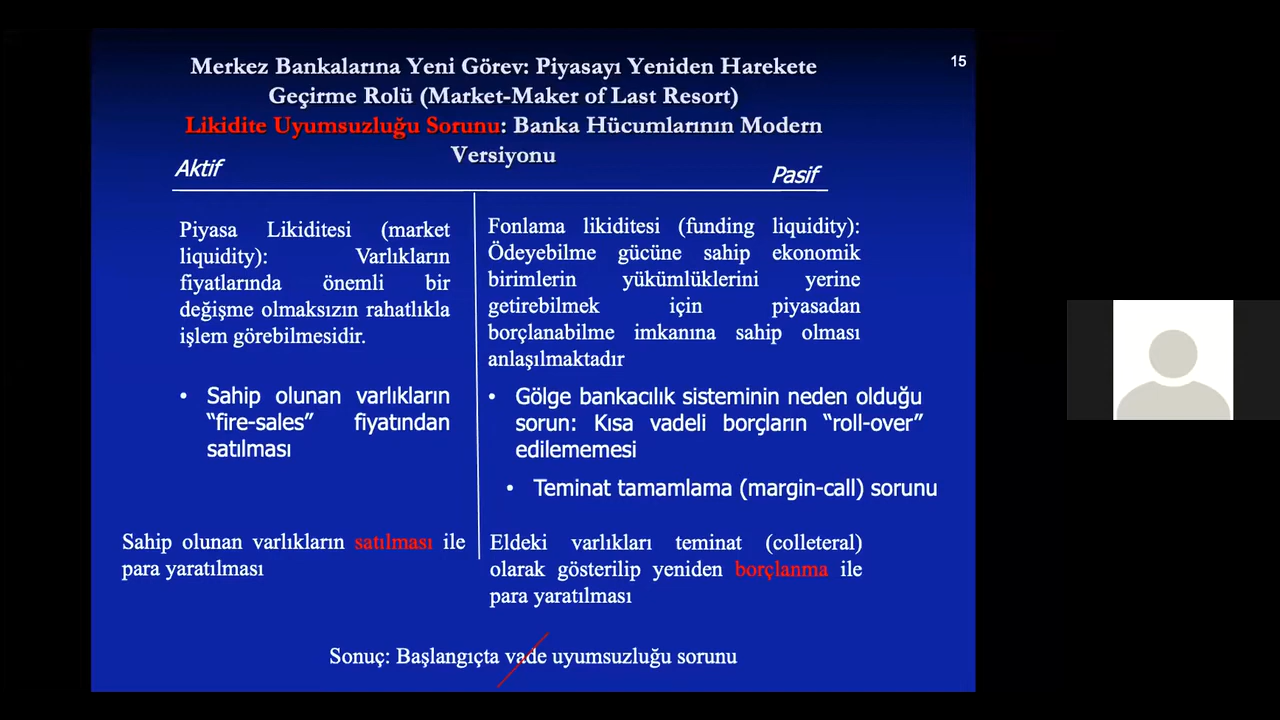 15
Merkez Bankalarına Yeni Görev: Piyasayı Yeniden Harekete
Geçirme Rolü (Market-Maker of Last Resort)
Likidite Uyumsuzluğu Sorunu: Banka Hücumlarının Modern
Versiyonu
Aktif
Pasif
Piyasa Likiditesi (market
liquidity): Varlıkların
fiyatlarında önemli bir
değişme olmaksızın rahatlıkla
işlem görebilmesidir.
• Sahip olunan varlıkların
“fire-sales” fiyatından
satılması
Sahip olunan varlıkların satılması ile
para yaratılması
Fonlama likiditesi (funding liquidity):
Ödeyebilme gücüne sahip ekonomik
birimlerin yükümlüklerini yerine
getirebilmek için piyasadan
borçlanabilme imkanına sahip olması
anlaşılmaktadır
• Gölge bankacılık sisteminin neden olduğu
sorun: Kısa vadeli borçların “roll-over”
edilememesi
• Teminat tamamlama (margin-call) sorunu
Eldeki varlıkları teminat (colleteral)
olarak gösterilip yeniden borçlanma ile
para yaratılması
Sonuç: Başlangıçta vade uyumsuzluğu sorunu